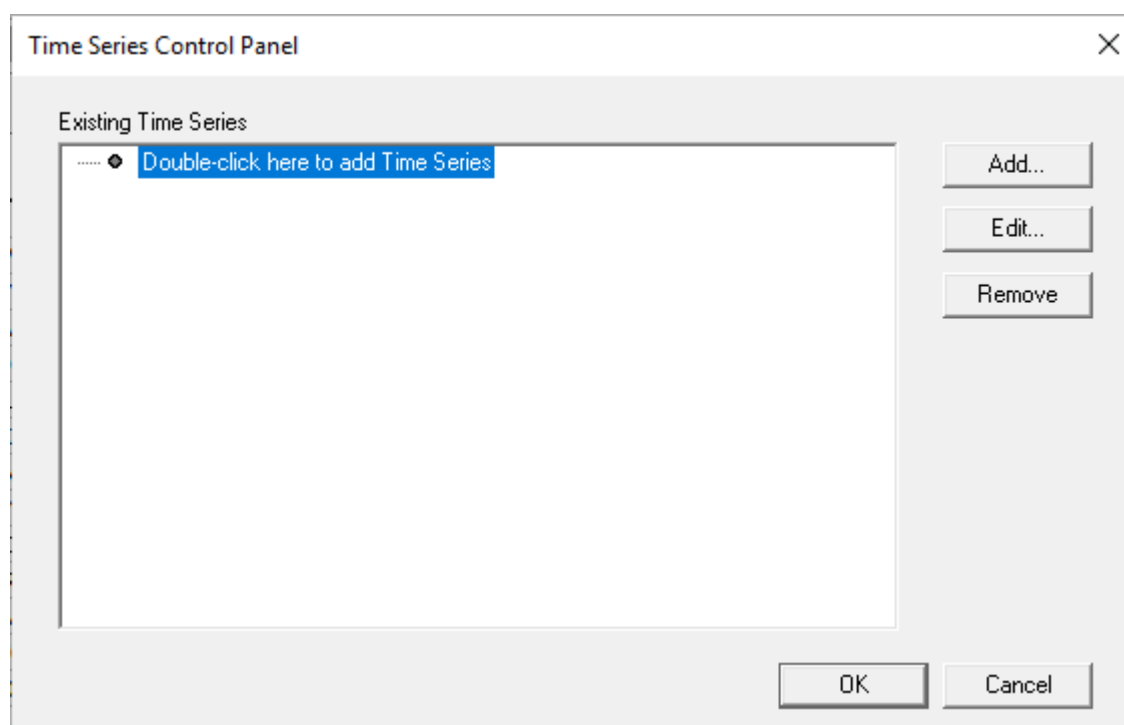 Time Series Control Panel
Existing Time Series
Double-click here to add Time Series
Add...
Edit...
Remove
OK
Cancel